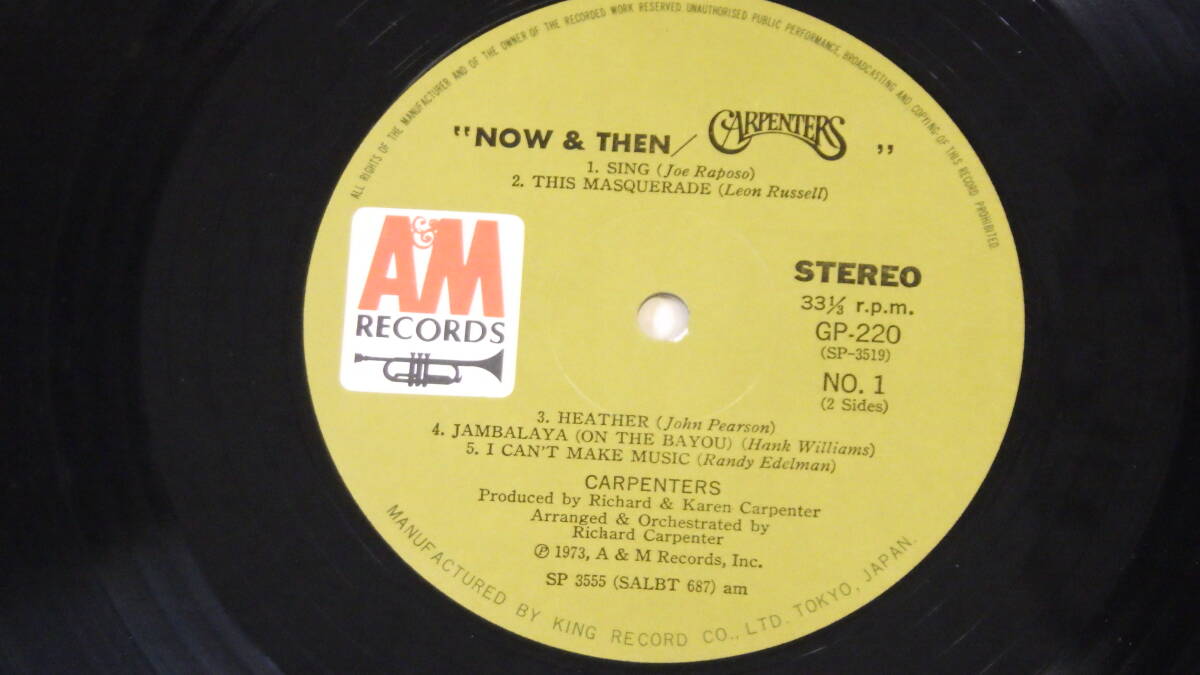 ALL RIGHTS OF THE MANUFACTURER AND OF THE OWNER OF THE RECORDED WORK RESERVED UNAUTHORISED PUBLIC PERFORMANCE, BROADCASTING AND COPYING OF THIS RECORD PROHIBITED.
"NOW & THEN / CARPENTERS "
1. SING (Joe Raposo)
2. THIS MASQUERADE (Leon Russell)
A&M
RECORDS
STEREO
33⅓ r.p.m.
GP-220
(SP-3519)
NO. 1
(2 Sides)
3. HEATHER (John Pearson)
4. JAMBALAYA (ON THE BAYOU) (Hank Williams)
5. I CAN'T MAKE MUSIC (Randy Edelman)
CARPENTERS
Produced by Richard & Karen Carpenter
Arranged & Orchestrated by
Richard Carpenter
℗ 1973, A & M Records, Inc.
SP 3555 (SALBT 687) am
MANUFACTURED BY KING RECORD CO., LTD. TOKYO, JAPAN.